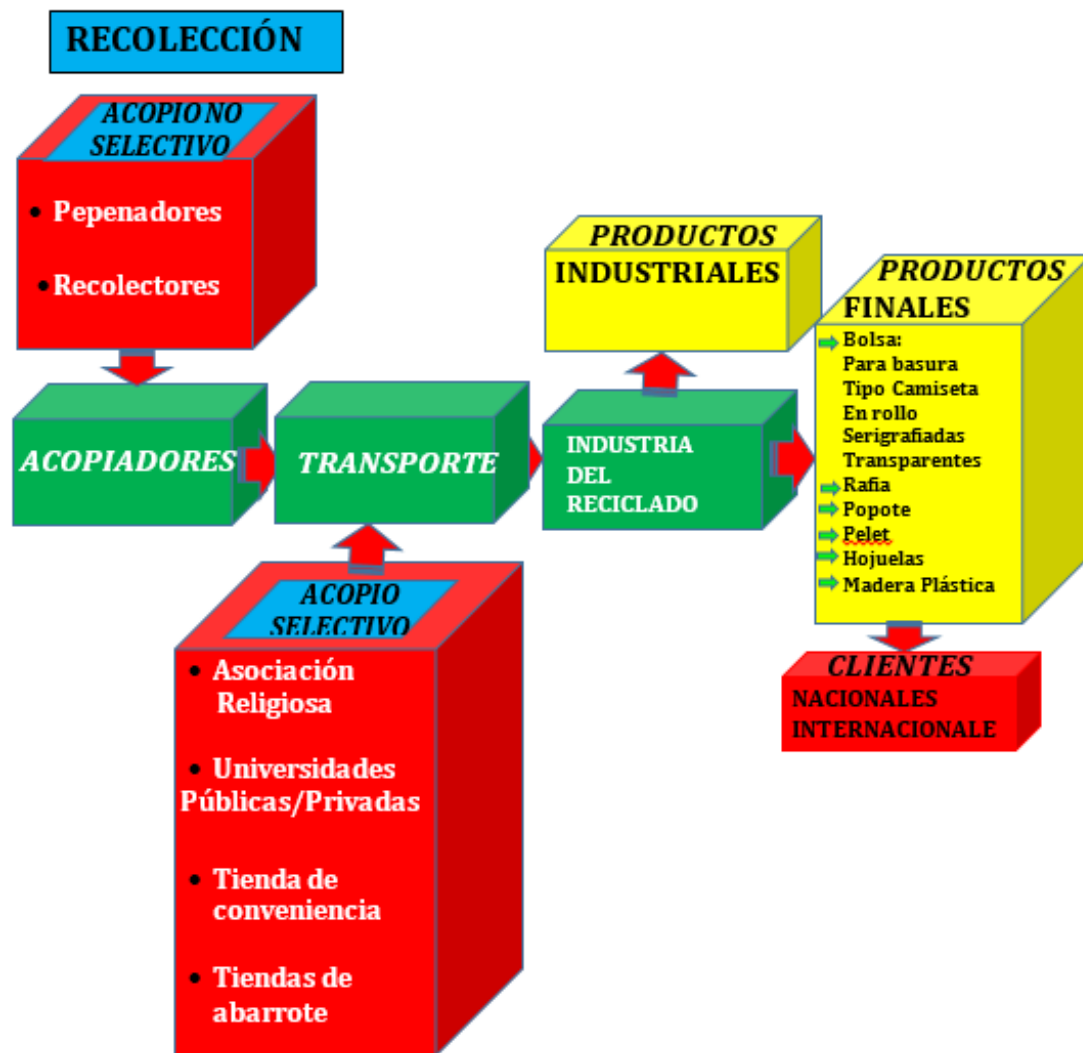 RECOLECCIÓN
ACOPIO NO
SELECTIVO
• Pepenadores
• Recolectores
ACOPIADORES
TRANSPORTE
ACOPIO
SELECTIVO
• Asociación
Religiosa
• Universidades
Públicas/Privadas
• Tienda de
conveniencia
• Tiendas de
abarrote
INDUSTRIA
DEL
RECICLADO
PRODUCTOS
INDUSTRIALES
PRODUCTOS
FINALES
Bolsa:
Para basura
Tipo Camiseta
En rollo
Serigrafiadas
Transparentes
Rafia
Popote
Pelet
Hojuelas
Madera Plástica
CLIENTES
NACIONALES
INTERNACIONALE